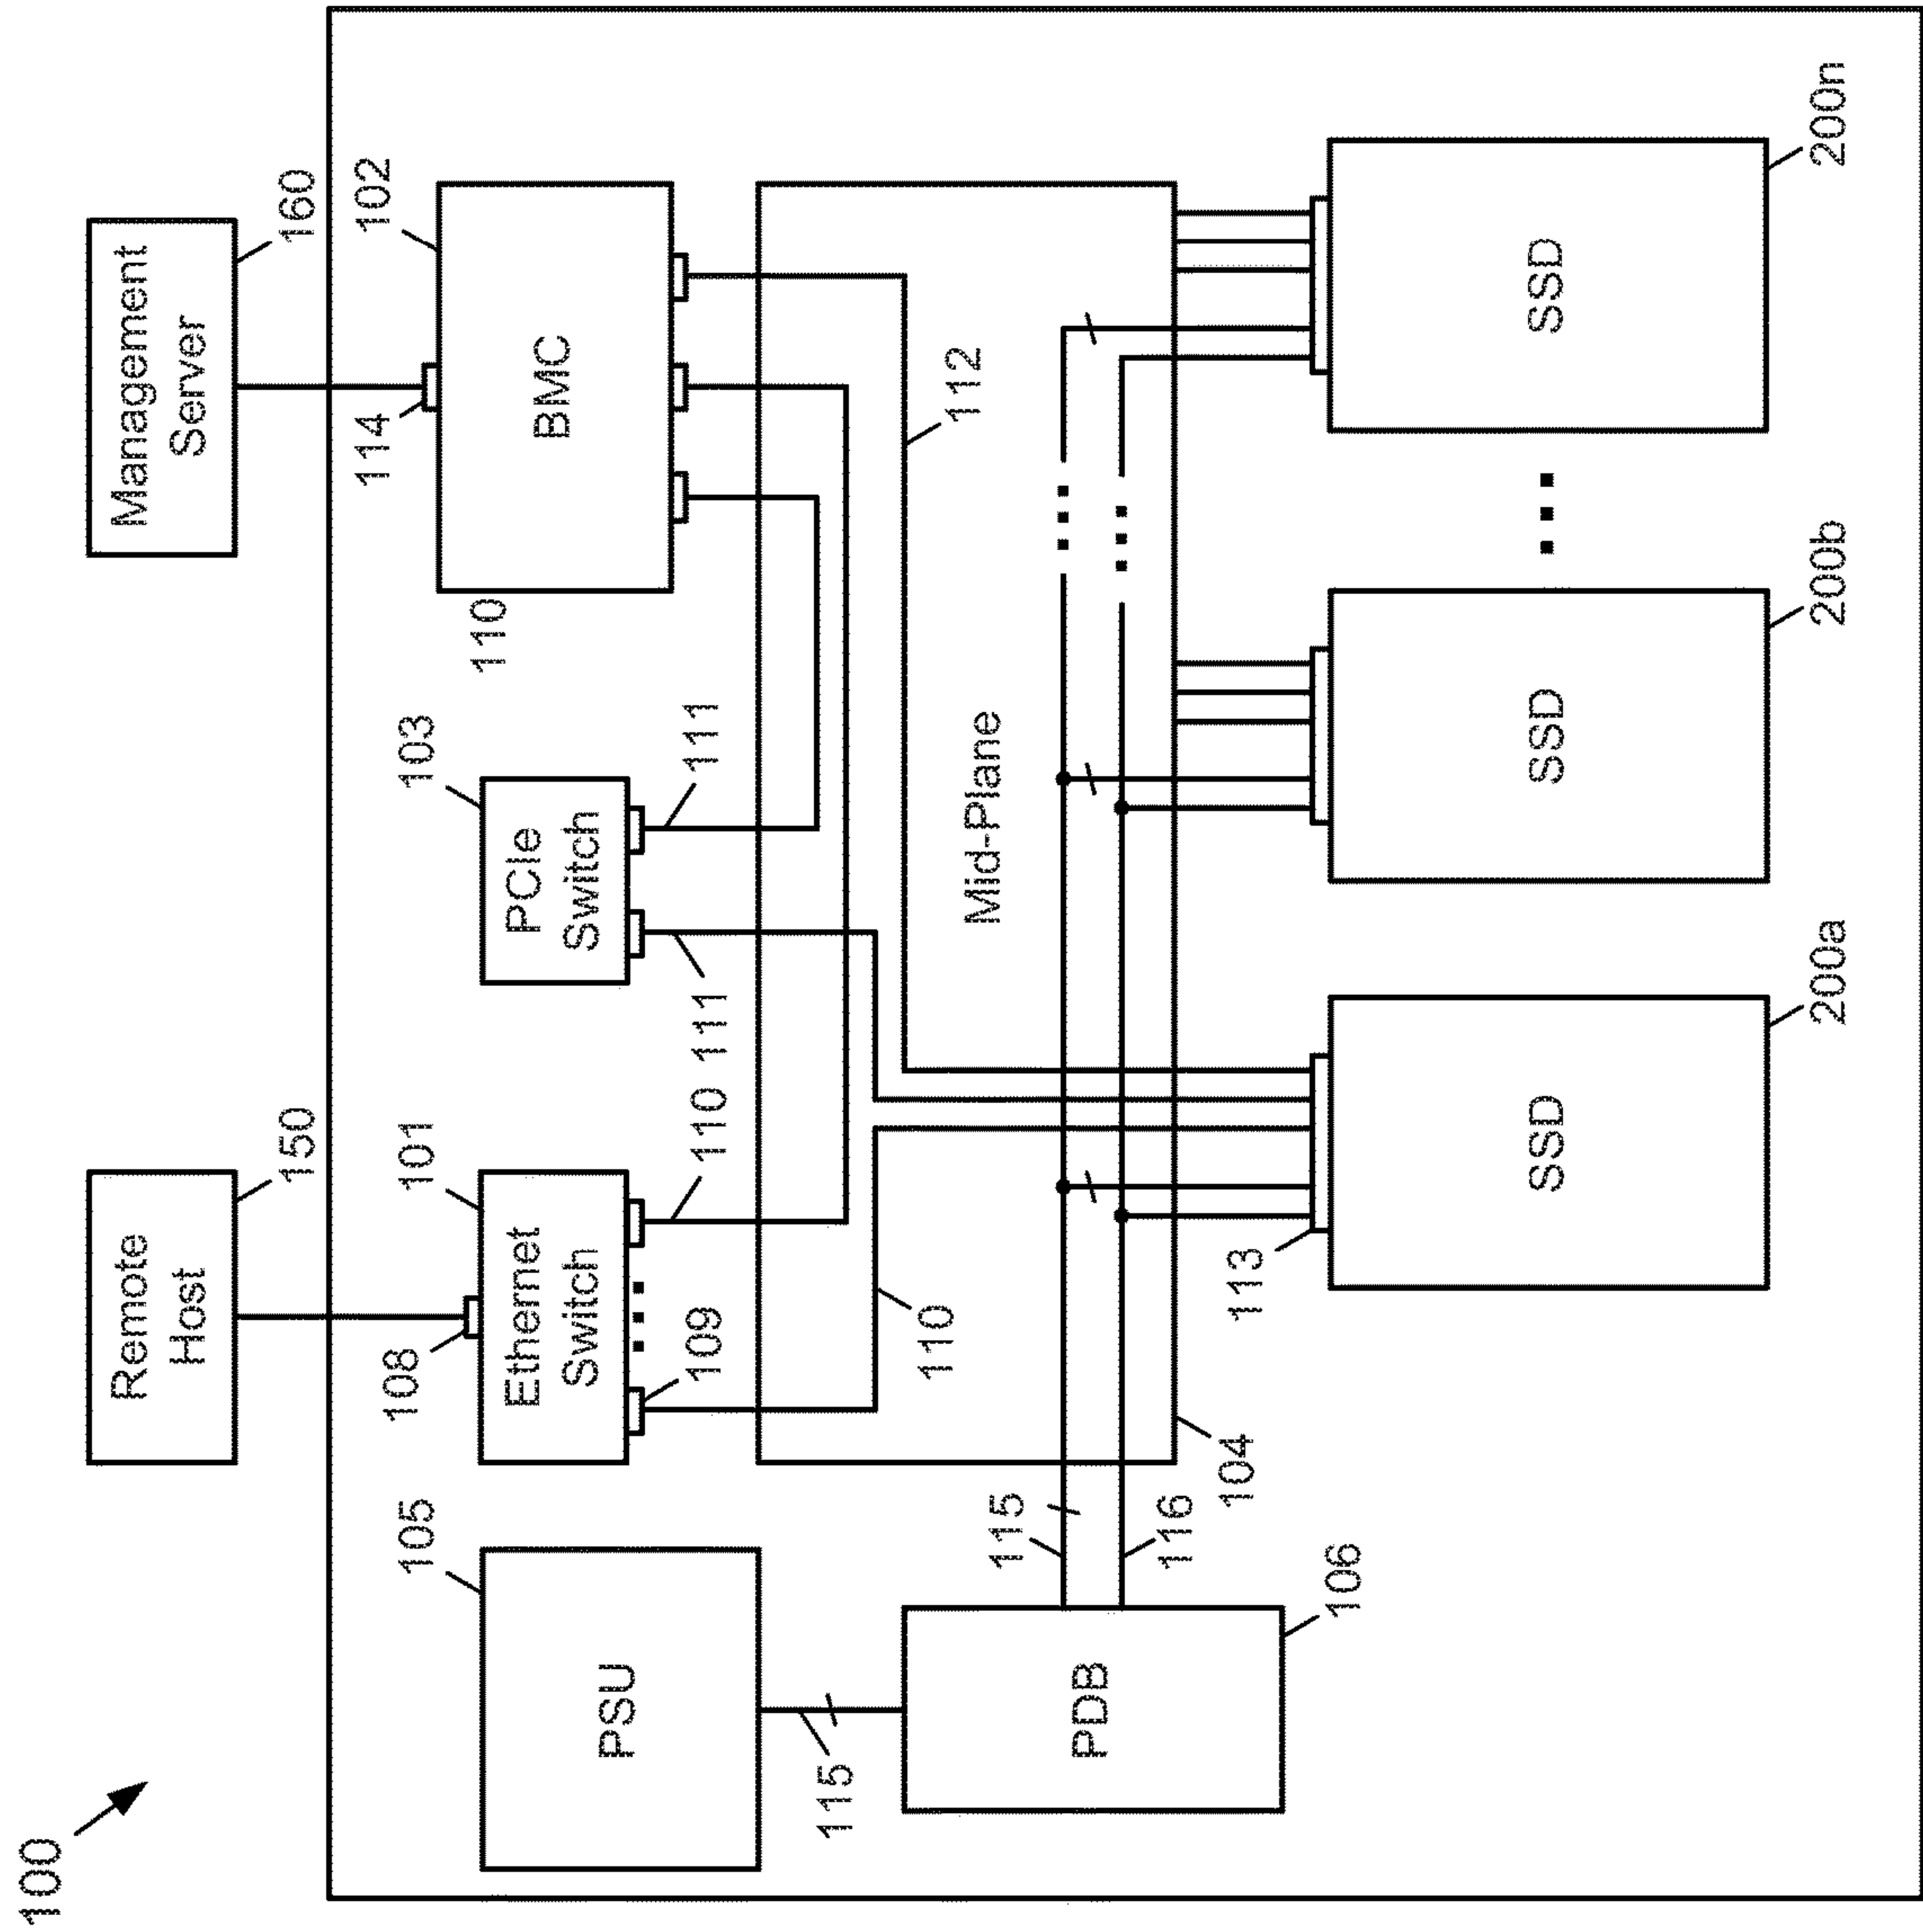 100
Remote
Host
150
Management
Server
160
105
PSU
115
108
101
Ethernet
Switch
109
110
103
PCIe
Switch
111
111
110
114
102
BMC
110
112
Mid-Plane
115
116
104
PDB
106
113
SSD
200a
SSD
200b
SSD
200n